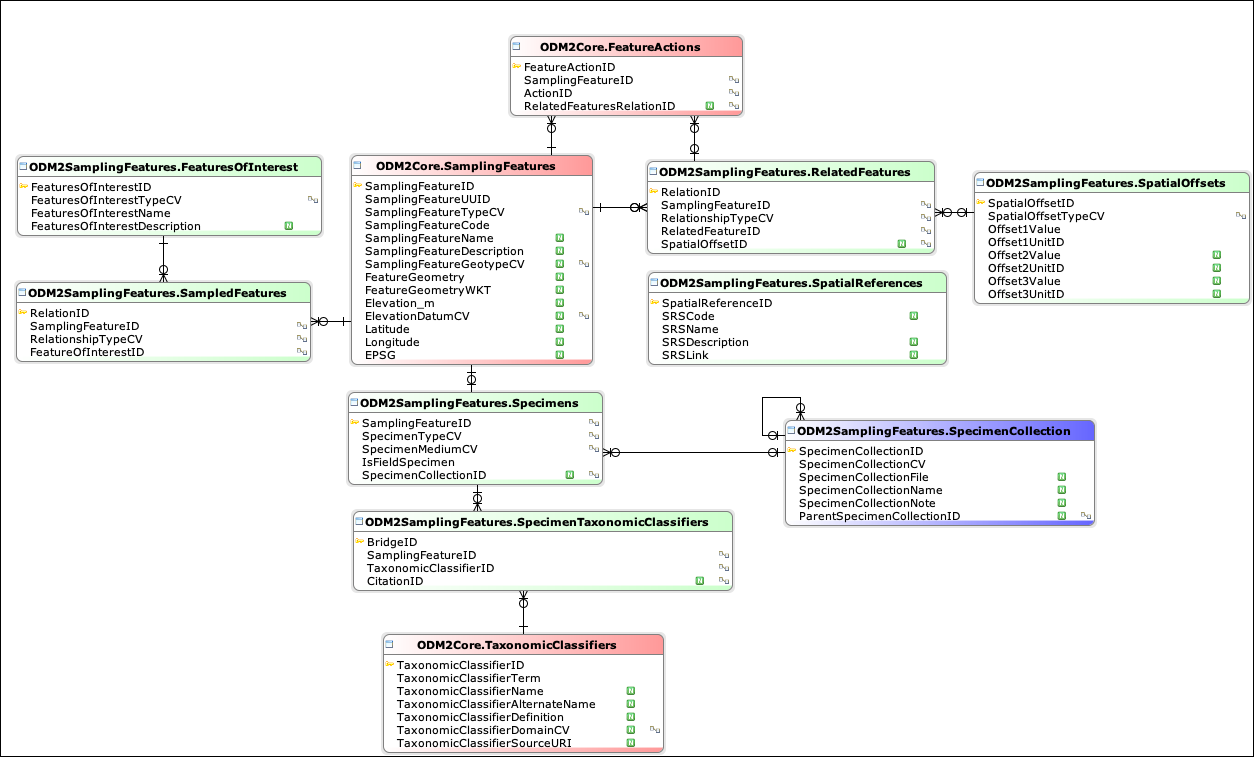 ODM2Core.FeatureActions
FeatureActionID
SamplingFeatureID
ActionID
RelatedFeaturesRelationID N
ODM2SamplingFeatures.FeaturesOfInterest
FeaturesOfInterestID
FeaturesOfInterestTypeCV
FeaturesOfInterestName
FeaturesOfInterestDescription N
ODM2Core.SamplingFeatures
SamplingFeatureID
SamplingFeatureUUID
SamplingFeatureTypeCV
SamplingFeatureCode
SamplingFeatureName N
SamplingFeatureDescription N
SamplingFeatureGeotypeCV N
FeatureGeometry N
FeatureGeometryWKT N
Elevation_m N
ElevationDatumCV N
Latitude N
Longitude N
EPSG N
ODM2SamplingFeatures.RelatedFeatures
RelationID
SamplingFeatureID
RelationshipTypeCV
RelatedFeatureID
SpatialOffsetID N
ODM2SamplingFeatures.SpatialOffsets
SpatialOffsetID
SpatialOffsetTypeCV
Offset1Value
Offset1UnitID
Offset2Value N
Offset2UnitID N
Offset3Value N
Offset3UnitID N
ODM2SamplingFeatures.SampledFeatures
RelationID
SamplingFeatureID
RelationshipTypeCV
FeatureOfInterestID
ODM2SamplingFeatures.SpatialReferences
SpatialReferenceID
SRSCode N
SRSName
SRSDescription N
SRSLink N
ODM2SamplingFeatures.Specimens
SamplingFeatureID
SpecimenTypeCV
SpecimenMediumCV
IsFieldSpecimen
SpecimenCollectionID N
ODM2SamplingFeatures.SpecimenCollection
SpecimenCollectionID
SpecimenCollectionCV
SpecimenCollectionFile N
SpecimenCollectionName N
SpecimenCollectionNote N
ParentSpecimenCollectionID N
ODM2SamplingFeatures.SpecimenTaxonomicClassifiers
BridgeID
SamplingFeatureID
TaxonomicClassifierID
CitationID N
ODM2Core.TaxonomicClassifiers
TaxonomicClassifierID
TaxonomicClassifierTerm
TaxonomicClassifierName N
TaxonomicClassifierAlternateName N
TaxonomicClassifierDefinition N
TaxonomicClassifierDomainCV N
TaxonomicClassifierSourceURI N